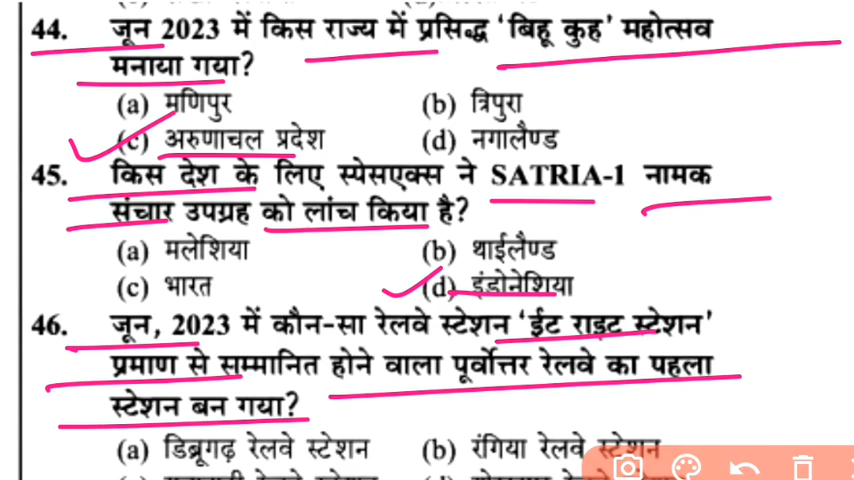 44. जून 2023 में किस राज्य में प्रसिद्ध 'बिहू कुह' महोत्सव
मनाया गया?
(a) मणिपुर (b) त्रिपुरा
(c) अरुणाचल प्रदेश (d) नगालैण्ड
45. किस देश के लिए स्पेसएक्स ने SATRIA-1 नामक
संचार उपग्रह को लांच किया है?
(a) मलेशिया (b) थाईलैण्ड
(c) भारत (d) इंडोनेशिया
46. जून, 2023 में कौन-सा रेलवे स्टेशन 'ईट राइट स्टेशन'
प्रमाण से सम्मानित होने वाला पूर्वोत्तर रेलवे का पहला
स्टेशन बन गया?
(a) डिब्रूगढ़ रेलवे स्टेशन (b) रंगिया रेलवे स्टेशन